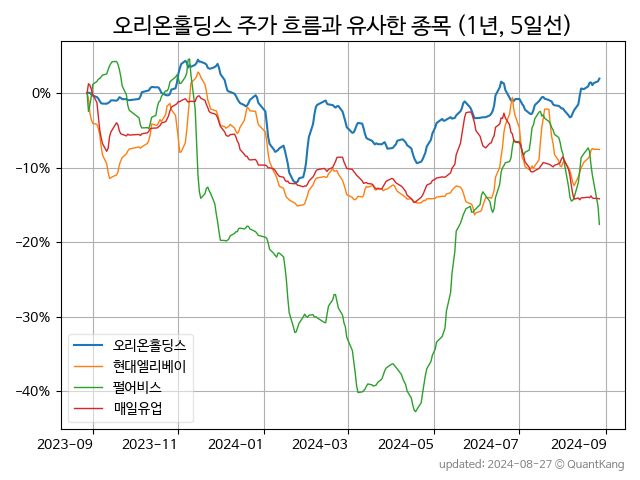 오리온홀딩스 주가 흐름과 유사한 종목 (1년, 5일선)
0%
−10%
−20%
−30%
−40%
오리온홀딩스
현대엘리베이
펄어비스
매일유업
2023-09
2023-11
2024-01
2024-03
2024-05
2024-07
2024-09
updated: 2024-08-27 © QuantKang